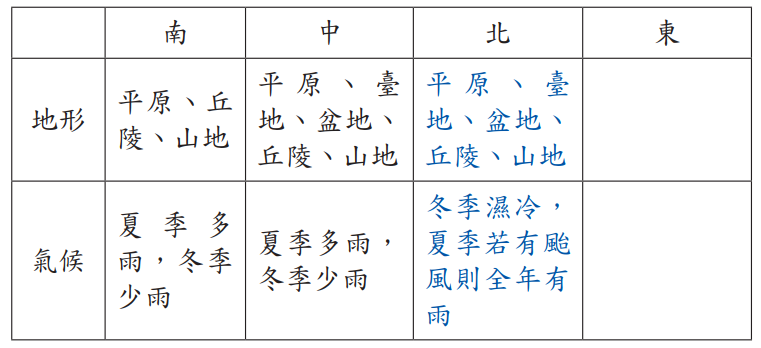 南 中 北 東
地形
平原、丘
陵、山地
平原、臺
地、盆地、
丘陵、山地
平原、臺
地、盆地、
丘陵、山地
氣候
夏季多
雨，冬季
少雨
夏季多雨，
冬季少雨
冬季濕冷，
夏季若有颱
風則全年有
雨